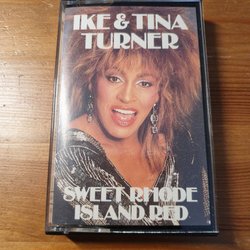 IKE & TINA
TURNER
SWEET RHODE
ISLAND RED